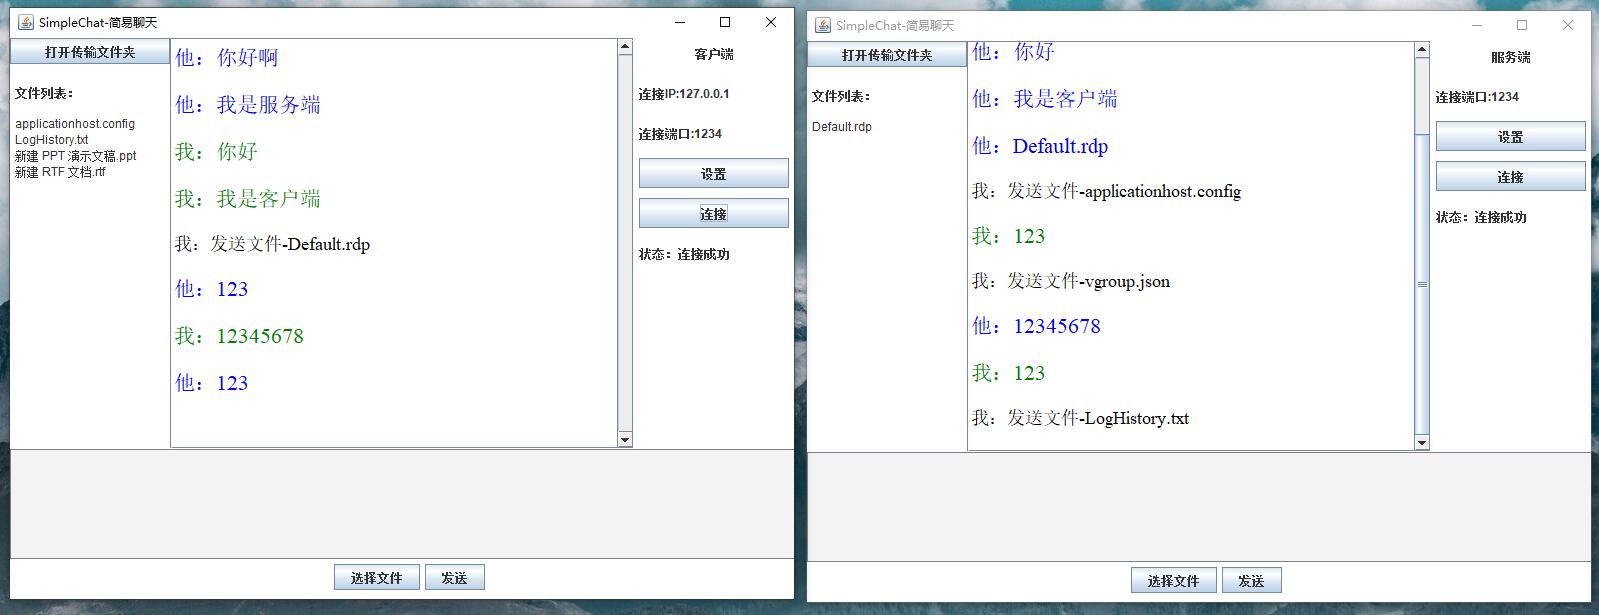 SimpleChat-简易聊天
打开传输文件夹
文件列表：
applicationhost.config
LogHistory.txt
新建 PPT 演示文稿.ppt
新建 RTF 文档.rtf
他：你好啊
他：我是服务端
我：你好
我：我是客户端
我：发送文件-Default.rdp
他：123
我：12345678
他：123
客户端
连接IP:127.0.0.1
连接端口:1234
设置
连接
状态：连接成功
选择文件
发送
SimpleChat-简易聊天
打开传输文件夹
文件列表：
Default.rdp
他：你好
他：我是客户端
他：Default.rdp
我：发送文件-applicationhost.config
我：123
我：发送文件-vgroup.json
他：12345678
我：123
我：发送文件-LogHistory.txt
服务端
连接端口:1234
设置
连接
状态：连接成功
选择文件
发送